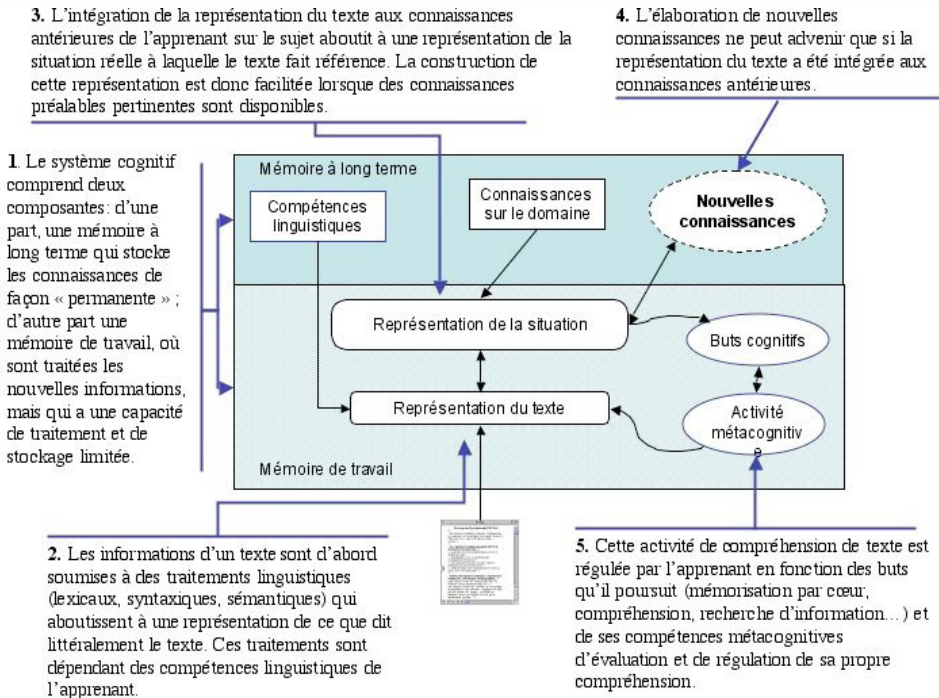 3. L'intégration de la représentation du texte aux connaissances
antérieures de l'apprenant sur le sujet aboutit à une représentation de la
situation réelle à laquelle le texte fait référence. La construction de
cette représentation est donc facilitée lorsque des connaissances
préalables pertinentes sont disponibles.
4. L'élaboration de nouvelles
connaissances ne peut advenir que si la
représentation du texte a été intégrée aux
connaissances antérieures.
1. Le système cognitif
comprend deux
composantes: d'une
part, une mémoire à
long terme qui stocke
les connaissances de
façon « permanente » ;
d'autre part une
mémoire de travail, où
sont traitées les
nouvelles informations,
mais qui a une capacité
de traitement et de
stockage limitée.
Mémoire à long terme
Compétences
linguistiques
Connaissances
sur le domaine
Nouvelles
connaissances
Représentation de la situation
Buts cognitifs
Représentation du texte
Activité
métacognitiv
e
Mémoire de travail
2. Les informations d'un texte sont d'abord
soumises à des traitements linguistiques
(lexicaux, syntaxiques, sémantiques) qui
aboutissent à une représentation de ce que dit
littéralement le texte. Ces traitements sont
dépendant des compétences linguistiques de
l'apprenant.
5. Cette activité de compréhension de texte est
régulée par l'apprenant en fonction des buts
qu'il poursuit (mémorisation par cœur,
compréhension, recherche d'information...) et
de ses compétences métacognitives
d'évaluation et de régulation de sa propre
compréhension.